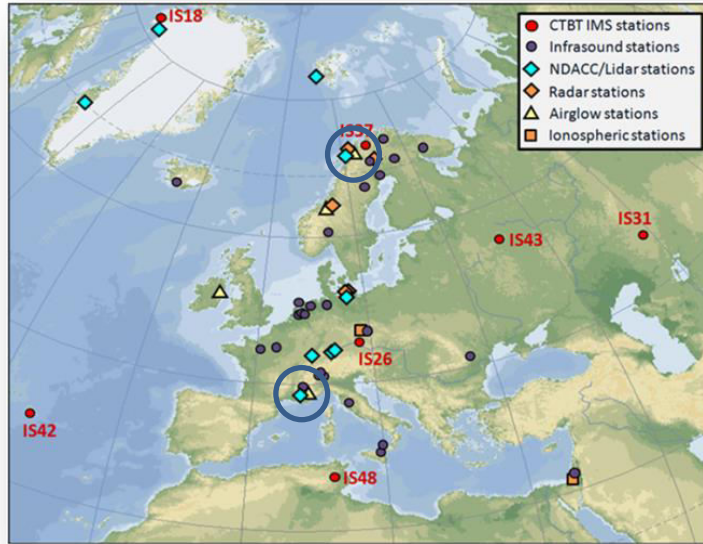 IS18
CTBT IMS stations
Infrasound stations
NDACC/Lidar stations
Radar stations
Airglow stations
Ionospheric stations
IS37
IS31
IS43
IS26
IS42
IS48